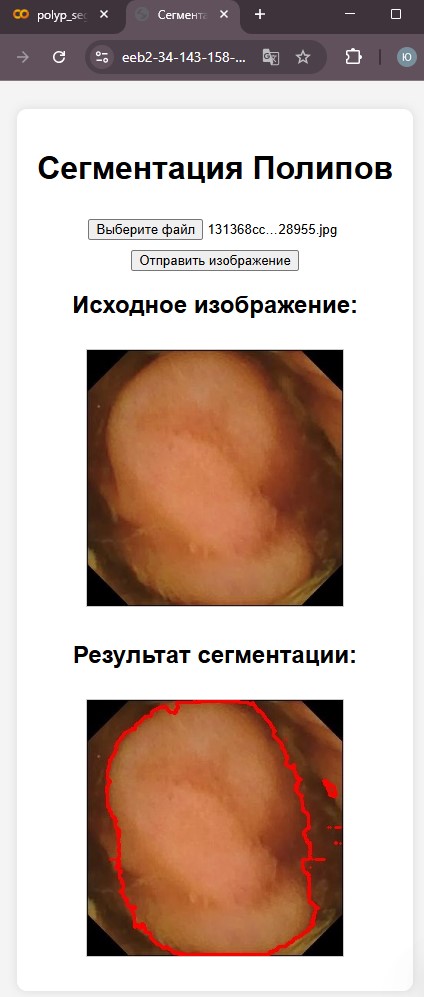 polyp_seg
Сегмента
eeb2-34-143-158-...
Ю
Сегментация Полипов
Выберите файл 131368cc...28955.jpg
Отправить изображение
Исходное изображение:
Результат сегментации: